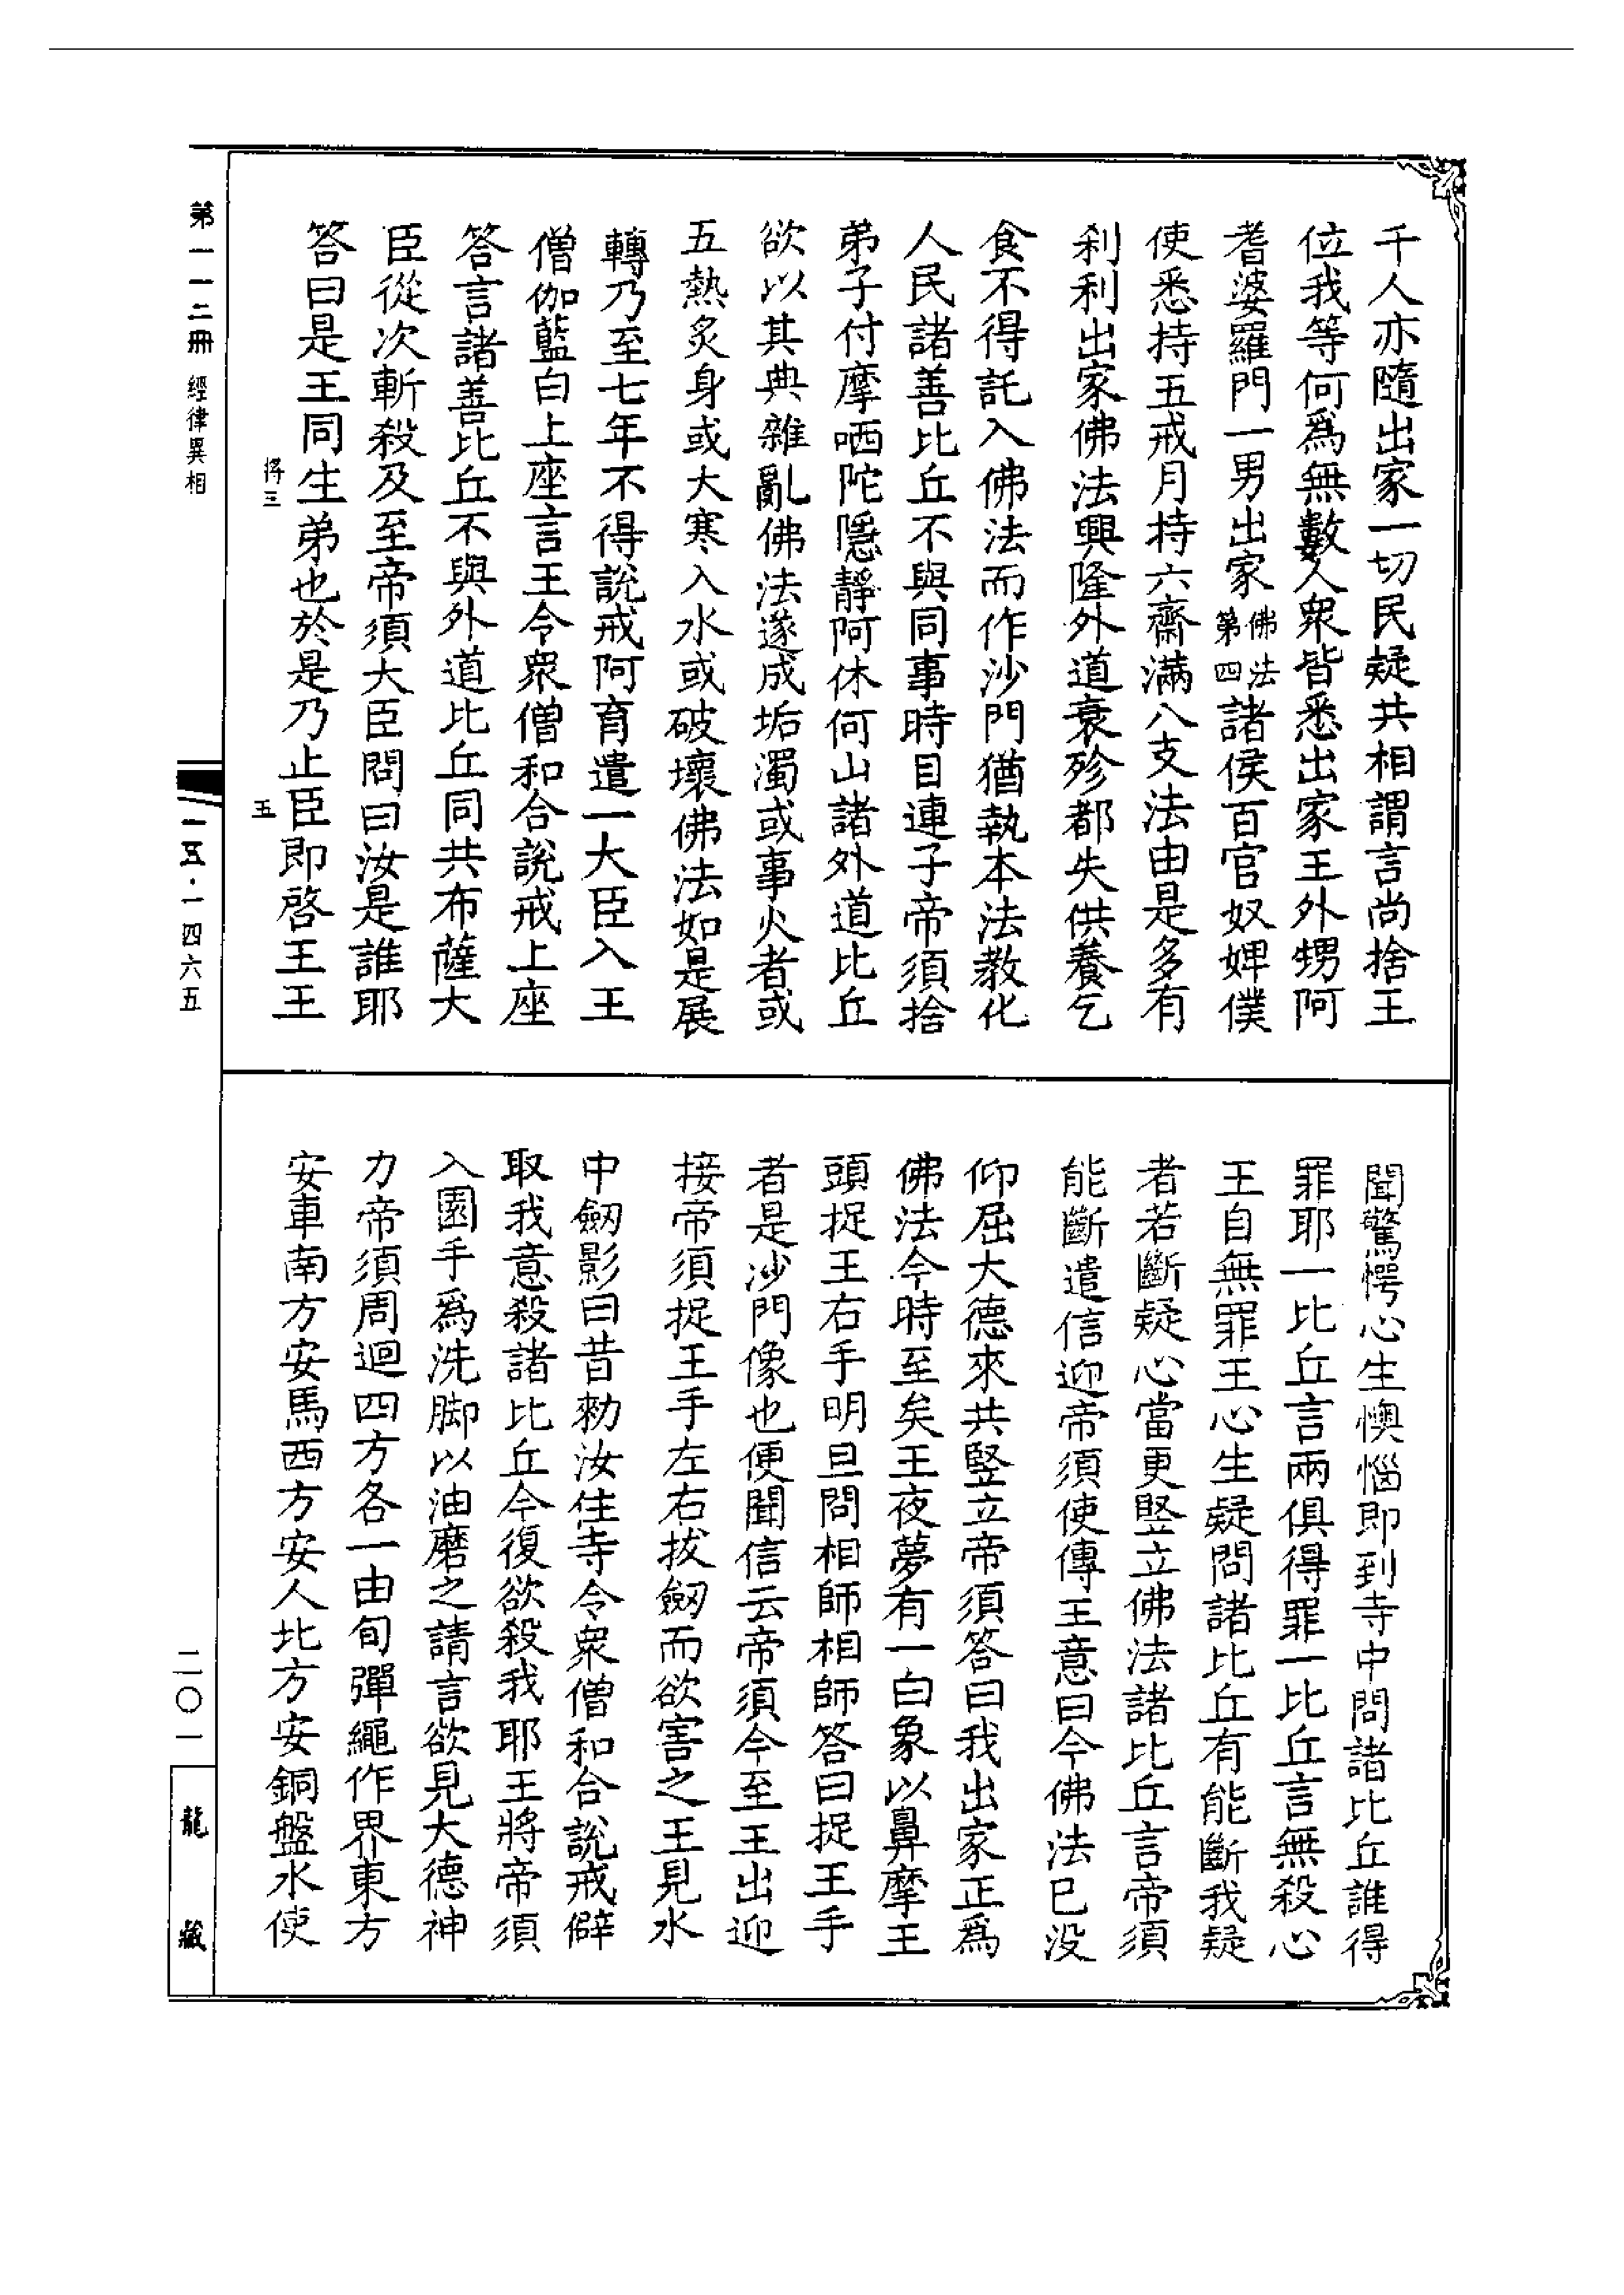 千人亦隨出家一切民疑共相謂言尚捨王
位我等何爲無數人衆皆悉出家王外甥阿
耆婆羅門一男出家佛法第四諸侯百官奴婢僕
使悉持五戒月持六齋滿八支法由是多有
刹利出家佛法興隆外道衰殄都失供養乞
食不得託入佛法而作沙門猶執本法教化
人民諸善比丘不與同事時目連子帝須捨
弟子付摩哂陀隱靜阿休何山諸外道比丘
欲以其典雜亂佛法遂成垢濁或事火者或
五熱炙身或大寒入水或破壞佛法如是展
轉乃至七年不得說戒阿育遣一大臣入王
僧伽藍白上座言王令衆僧和合說戒上座
答言諸善比丘不與外道比丘同共布薩大
臣從次斬殺及至帝須大臣問曰汝是誰耶
答曰是王同生弟也於是乃止臣即啓王王
將三
五
聞驚愕心生懊惱即到寺中問諸比丘誰得
罪耶一比丘言兩俱得罪一比丘言無殺心
王自無罪王心生疑問諸比丘有能斷我疑
者若斷疑心當更竪立佛法諸比丘言帝須
能斷遣信迎帝須使傳王意曰今佛法已没
仰屈大德來共竪立帝須答曰我出家正爲
佛法今時至矣王夜夢有一白象以鼻摩王
頭捉王右手明旦問相師相師答曰捉王手
者是沙門像也便聞信云帝須今至王出迎
接帝須捉王手左右拔劒而欲害之王見水
中劒影曰昔勑汝住寺令衆僧和合說戒僻
取我意殺諸比丘今復欲殺我耶王將帝須
入園手爲洗脚以油磨之請言欲見大德神
力帝須周迴四方各一由旬彈繩作界東方
安車南方安馬西方安人北方安銅盤水使
第一一二冊 經律異相
一五·一四六五
二〇一
龍藏